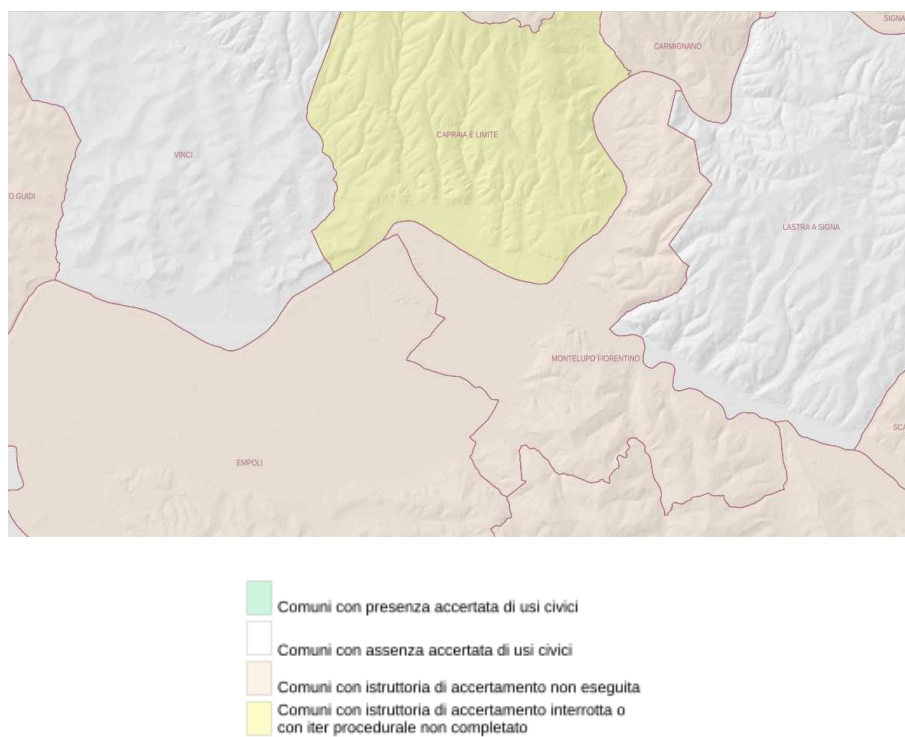 SIGNA
CARMIGNANO
CAPRAIA E LIMITE
VINCI
O GUIDI
LASTRA A SIGNA
MONTELUPO FIORENTINO
SCA
EMPOLI
Comuni con presenza accertata di usi civici
Comuni con assenza accertata di usi civici
Comuni con istruttoria di accertamento non eseguita
Comuni con istruttoria di accertamento interrotta o
con iter procedurale non completato